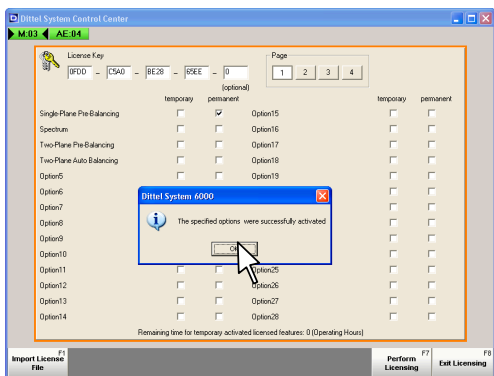 Dittel System Control Center
M:03 AE:04
License Key
Page
0FDD - C5A0 - BE28 - 65EE - 0
1 2 3 4
(optional)
temporary permanent temporary permanent
Single-Plane Pre-Balancing Option15
Spectrum Option16
Two-Plane Pre-Balancing Option17
Two-Plane Auto Balancing Option18
Option5 Option19
Option6
Dittel System 6000
Option7
The specified options were successfully activated
Option8
Option9
OK
Option10
Option11 Option25
Option12 Option26
Option13 Option27
Option14 Option28
Remaining time for temporary activated licensed features: 0 (Operating Hours)
F1 F7 F8
Import License File
Perform Licensing
Exit Licensing